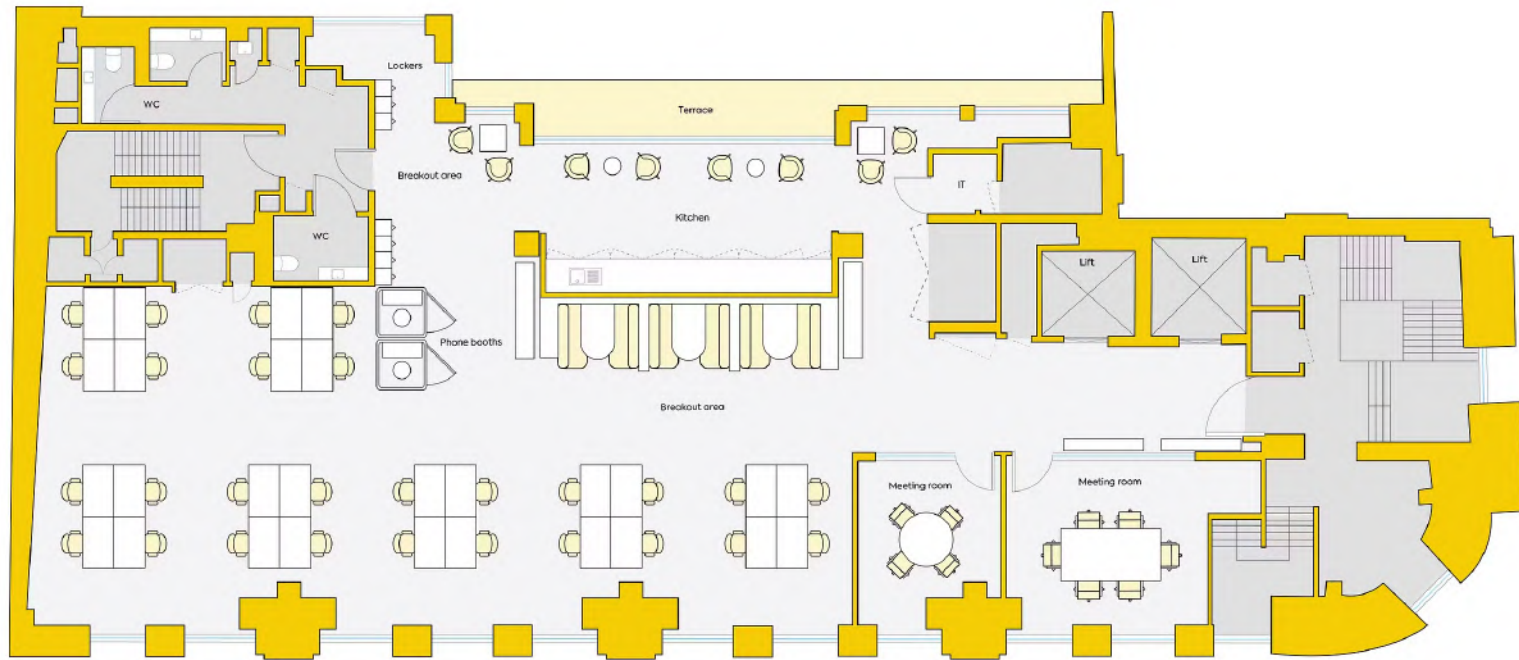 Lockers
WC
Terrace
Breakout area
IT
Kitchen
WC
Lift
Lift
Phone booths
Breakout area
Meeting room
Meeting room